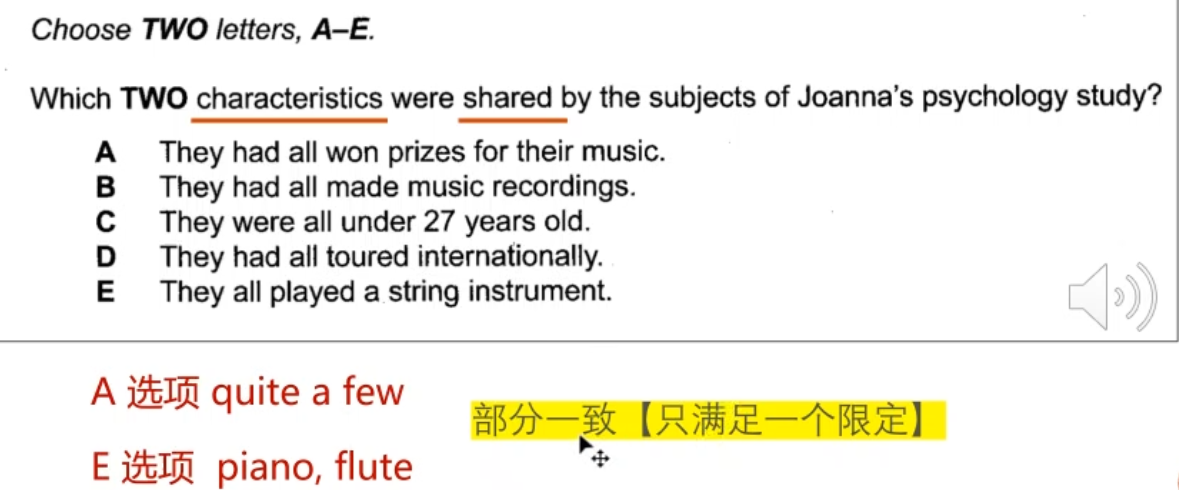 Choose TWO letters, A–E.
Which TWO characteristics were shared by the subjects of Joanna's psychology study?
A They had all won prizes for their music.
B They had all made music recordings.
C They were all under 27 years old.
D They had all toured internationally.
E They all played a string instrument.
A 选项 quite a few
部分一致【只满足一个限定】
E 选项 piano, flute